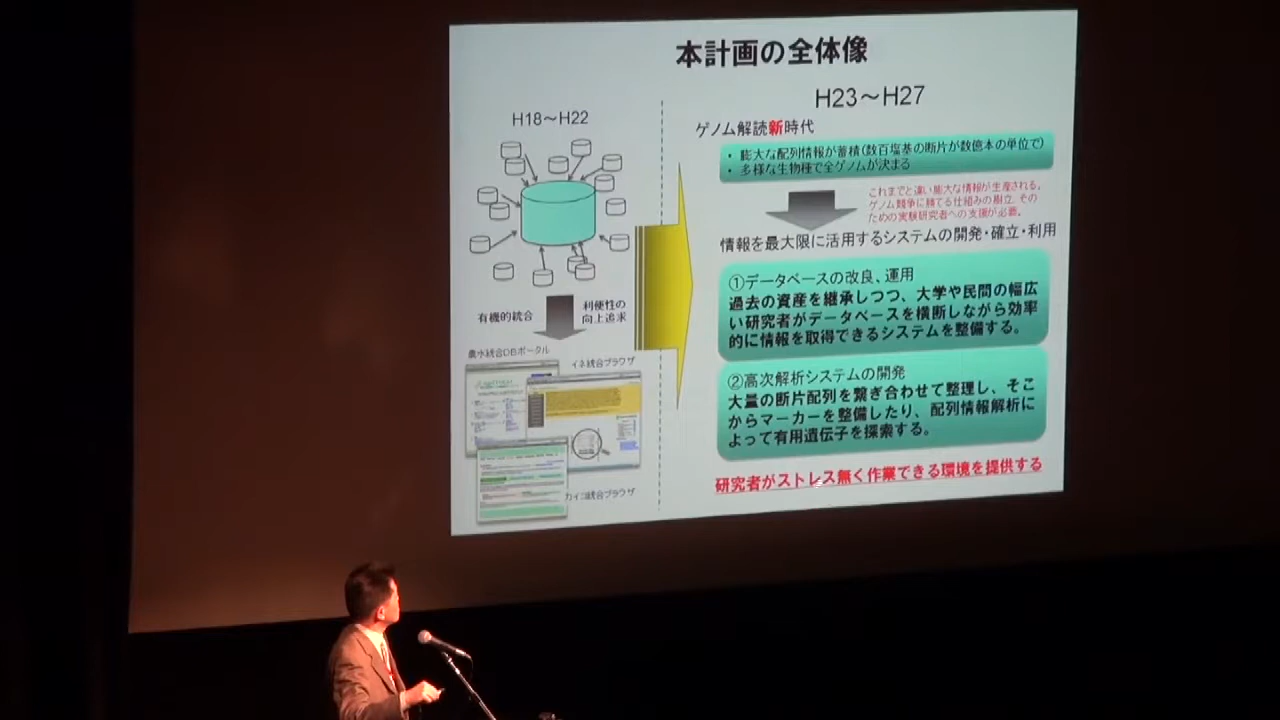 本計画の全体像
H18～H22
有機的統合
利便性の
向上追求
農水統合DBポータル
イネ統合ブラウザ
カイコ統合ブラウザ
H23～H27
ゲノム解読新時代
・ 膨大な配列情報が蓄積(数百塩基の断片が数億本の単位で)
・ 多様な生物種で全ゲノムが決まる
これまでと違い膨大な情報が生産される。
ゲノム競争に勝てる仕組みの樹立、その
ための実験研究者への支援が必要。
情報を最大限に活用するシステムの開発・確立・利用
①データベースの改良、運用
過去の資産を継承しつつ、大学や民間の幅広
い研究者がデータベースを横断しながら効率
的に情報を取得できるシステムを整備する。
②高次解析システムの開発
大量の断片配列を繋ぎ合わせて整理し、そこ
からマーカーを整備したり、配列情報解析に
よって有用遺伝子を探索する。
研究者がストレス無く作業できる環境を提供する